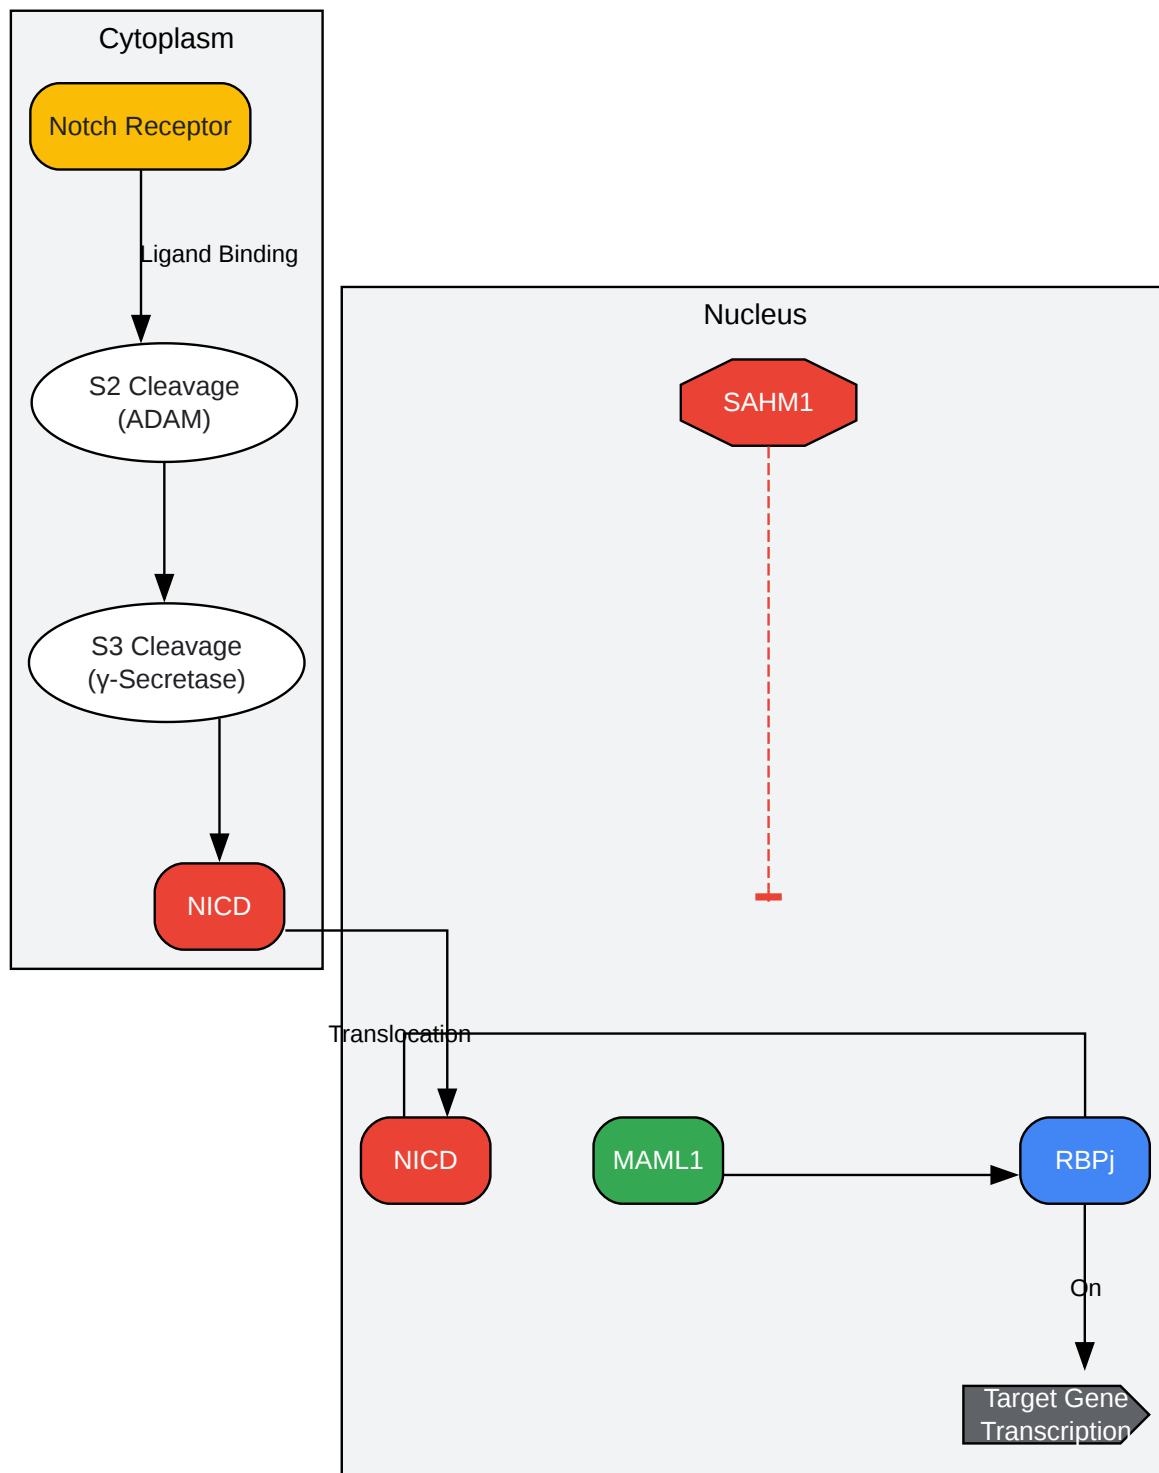 Cytoplasm
Notch Receptor
Ligand Binding
Nucleus
S2 Cleavage
(ADAM)
SAHM1
S3 Cleavage
(γ-Secretase)
NICD
Translocation
NICD
MAML1
RBPj
On
Target Gene
Transcription